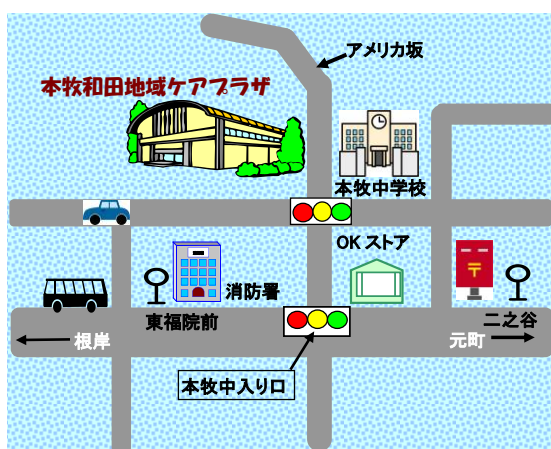 アメリカ坂
本牧和田地域ケアプラザ
本牧中学校
OKストア
〒
消防署
東福院前
二之谷
根岸
元町
本牧中入り口